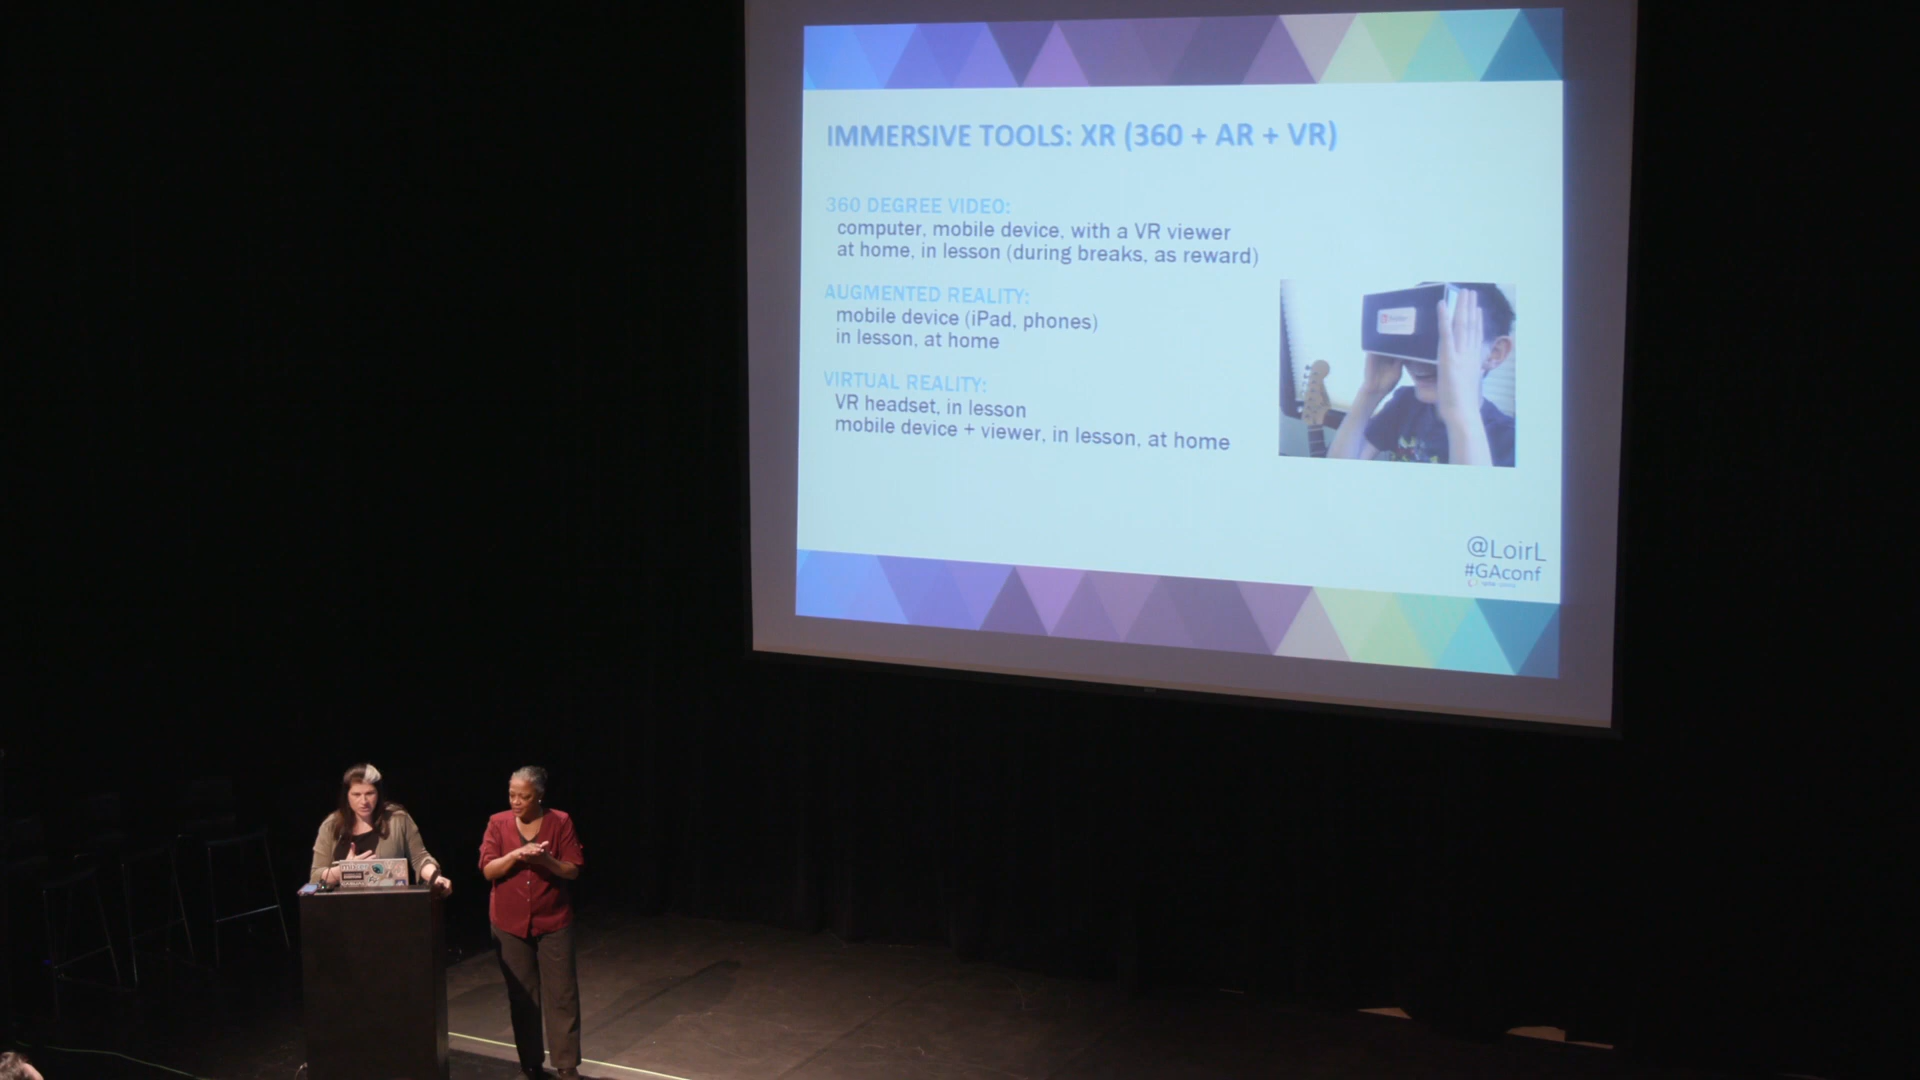 IMMERSIVE TOOLS: XR (360 + AR + VR)
360 DEGREE VIDEO:
computer, mobile device, with a VR viewer
at home, in lesson (during breaks, as reward)
AUGMENTED REALITY:
mobile device (iPad, phones)
in lesson, at home
VIRTUAL REALITY:
VR headset, in lesson
mobile device + viewer, in lesson, at home
@LoirL
#GAconf